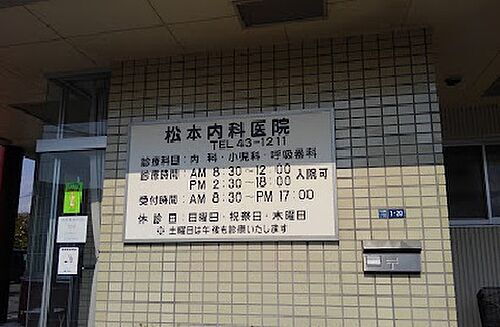 松本内科医院
TEL 43-1211
診療科目：内科・小児科・呼吸器科
診療時間：AM 8:30～12:00 入院可
PM 2:30～18:00
受付時間：AM 8:30～PM 17:00
休診日：日曜日・祝祭日・木曜日
※土曜日は午後も診療いたします
1-20